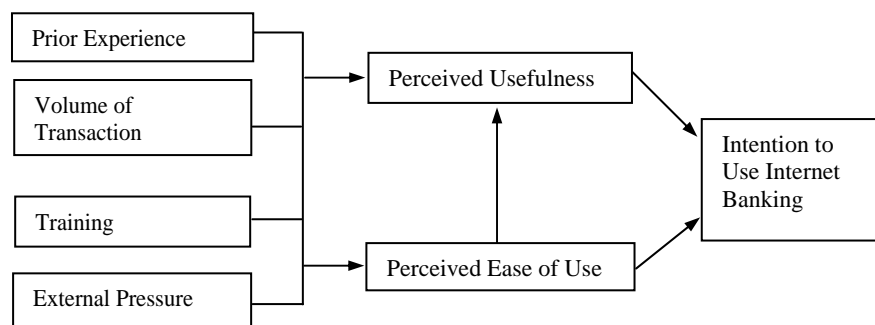 Prior Experience
Volume of
Transaction
Training
External Pressure
Perceived Usefulness
Perceived Ease of Use
Intention to
Use Internet
Banking